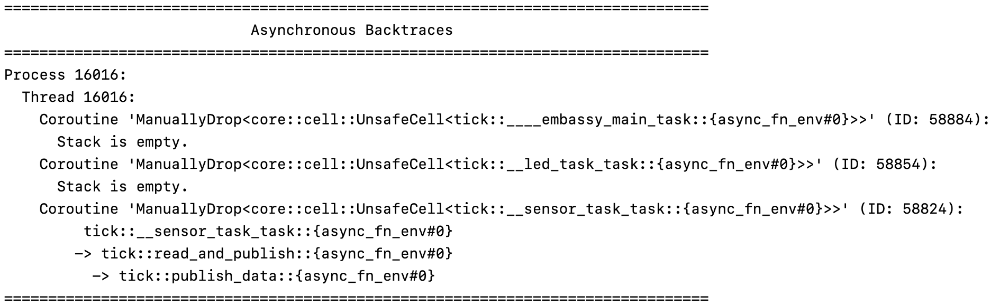 ================================================================================
Asynchronous Backtraces
================================================================================
Process 16016:
  Thread 16016:
    Coroutine 'ManuallyDrop<core::cell::UnsafeCell<tick::____embassy_main_task::{async_fn_env#0}>>' (ID: 58884):
      Stack is empty.
    Coroutine 'ManuallyDrop<core::cell::UnsafeCell<tick::__led_task_task::{async_fn_env#0}>>' (ID: 58854):
      Stack is empty.
    Coroutine 'ManuallyDrop<core::cell::UnsafeCell<tick::__sensor_task_task::{async_fn_env#0}>>' (ID: 58824):
         tick::__sensor_task_task::{async_fn_env#0}
        -> tick::read_and_publish::{async_fn_env#0}
          -> tick::publish_data::{async_fn_env#0}
================================================================================